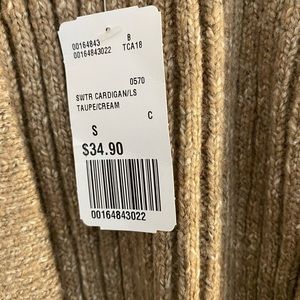 00164843 B
00164843022 TCA18
0570
SWTR CARDIGAN/LS
TAUPE/CREAM
S C
$34.90
00164843022